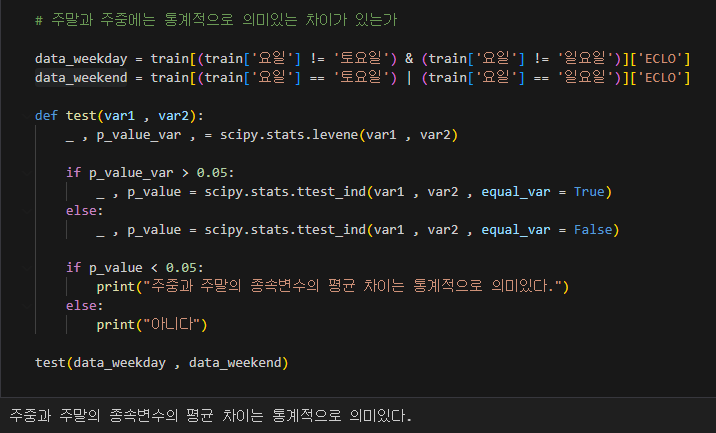 # 주말과 주중에는 통계적으로 의미있는 차이가 있는가
data_weekday = train[(train['요일'] != '토요일') & (train['요일'] != '일요일')]['ECLO']
data_weekend = train[(train['요일'] == '토요일') | (train['요일'] == '일요일')]['ECLO']
def test(var1 , var2):
_ , p_value_var , = scipy.stats.levene(var1 , var2)
if p_value_var > 0.05:
_ , p_value = scipy.stats.ttest_ind(var1 , var2 , equal_var = True)
else:
_ , p_value = scipy.stats.ttest_ind(var1 , var2 , equal_var = False)
if p_value < 0.05:
print("주중과 주말의 종속변수의 평균 차이는 통계적으로 의미있다.")
else:
print("아니다")
test(data_weekday , data_weekend)
주중과 주말의 종속변수의 평균 차이는 통계적으로 의미있다.